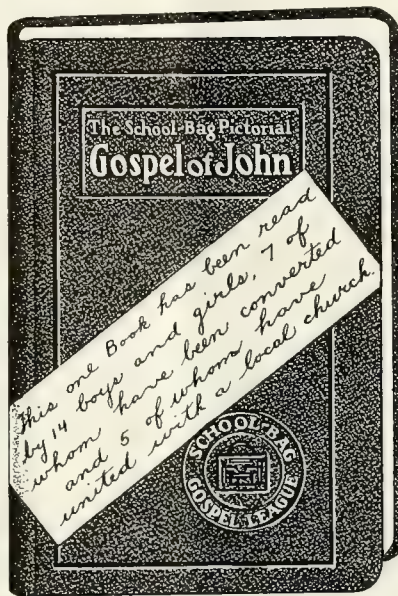 The School-Bag Pictorial
Gospel of John
This one Book has been read
by 14 boys and girls, 7 of
whom have been converted
and 5 of whom have
united with a local church.
SCHOOL-BAG
GOSPEL LEAGUE